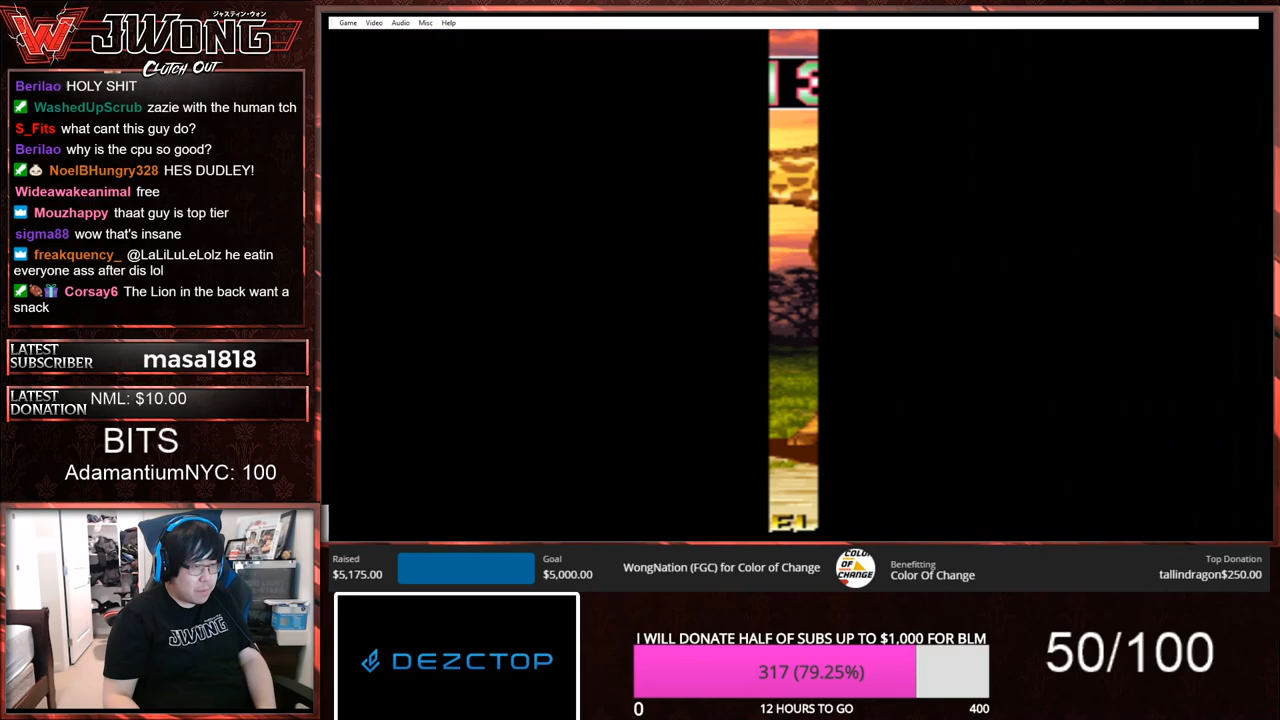 ジャスティン・ウォン
JWONG
CLUTCH OUT
Game Video Audio Misc Help
Berilao HOLY SHIT
WashedUpScrub zazie with the human tch
S_Fits what cant this guy do?
Berilao why is the cpu so good?
NoelBHungry328 HES DUDLEY!
Wideawakeanimal free
Mouzhappy thaat guy is top tier
sigma88 wow that's insane
freakquency_ @LaLiLuLeLolz he eatin
everyone ass after dis lol
Corsay6 The Lion in the back want a
snack
13
LATEST
SUBSCRIBER masa1818
LATEST
DONATION NML: $10.00
BITS
AdamantiumNYC: 100
JWONG
Raised
$5,175.00
Goal
$5,000.00
WongNation (FGC) for Color of Change
COLOR
OF
CHANGE
Benefitting
Color Of Change
Top Donation
tallindragon$250.00
DEZCTOP
I WILL DONATE HALF OF SUBS UP TO $1,000 FOR BLM
317 (79.25%)
0 12 HOURS TO GO 400
50/100